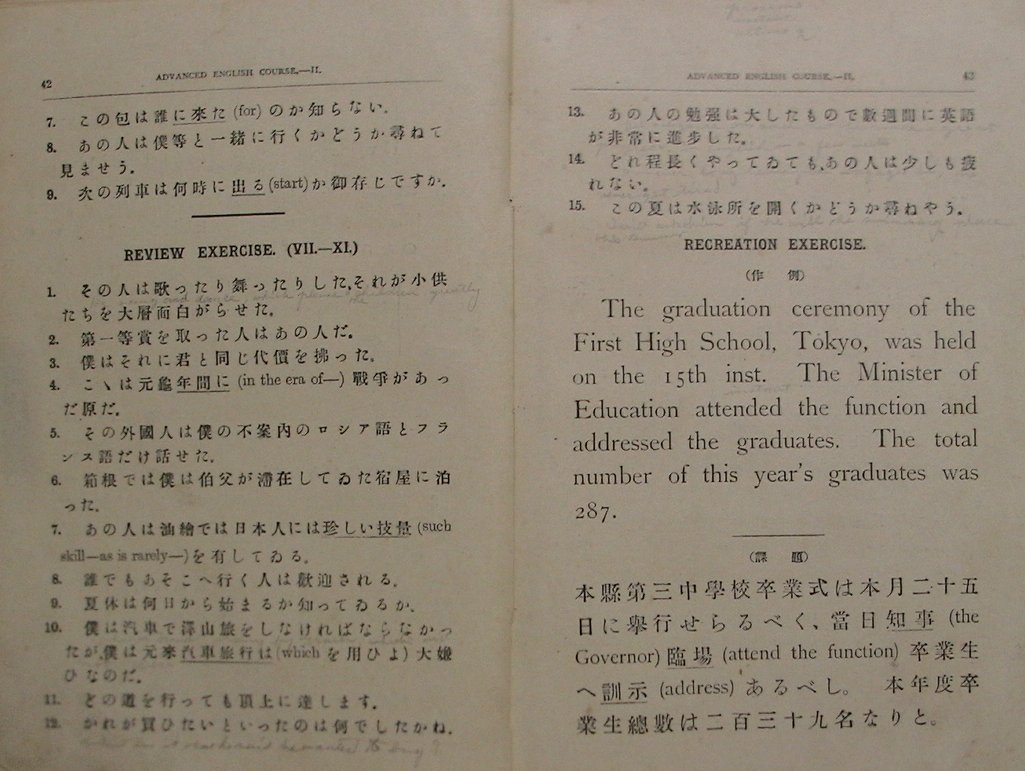 42 ADVANCED ENGLISH COURSE.—II.
7. この包は誰に來た (for) のか知らない。
8. あの人は僕等と一緒に行くかどうか尋ねて
見ませう。
9. 次の列車は何時に出る (start) か御存じですか.
REVIEW EXERCISE. (VII.—XI.)
1. その人は歌ったり舞ったりした,それが小供
たちを大層面白がらせた。
2. 第一等賞を取った人はあの人だ。
3. 僕はそれに君と同じ代價を拂った。
4. こゝは元龜年間に (in the era of—) 戰爭があっ
だ原だ。
5. その外國人は僕の不案内のロシア語とフラ
ンス語だけ話せた。
6. 箱根では僕は伯父が滯在してゐた宿屋に泊
った。
7. あの人は油繪では日本人には珍しい技量 (such
skill—as is rarely—) を有してゐる。
8. 誰でもあそこへ行く人は歡迎される。
9. 夏休は何日から始まるか知ってゐるか。
10. 僕は汽車で澤山旅をしなければならなかっ
たが,僕は元來汽車旅行は (which を用ひよ) 大嫌
ひなのだ。
11. どの道を行っても頂上に達します。
12. かれが買ひたいといったのは何でしたかね。
ADVANCED ENGLISH COURSE.—II. 43
13. あの人の勉强は大したもので數週間に英語
が非常に進步した。
14. どれ程長くやってゐても,あの人は少しも疲
れない。
15. この夏は水泳所を開くかどうか尋ねやう。
RECREATION EXERCISE.
(作例)
The graduation ceremony of the
First High School, Tokyo, was held
on the 15th inst. The Minister of
Education attended the function and
addressed the graduates. The total
number of this year's graduates was
287.
(課題)
本縣第三中學校卒業式は本月二十五
日に擧行せらるべく、當日知事 (the
Governor) 臨場 (attend the function) 卒業生
へ訓示 (address) あるべし。 本年度卒
業生總數は二百三十九名なりと。